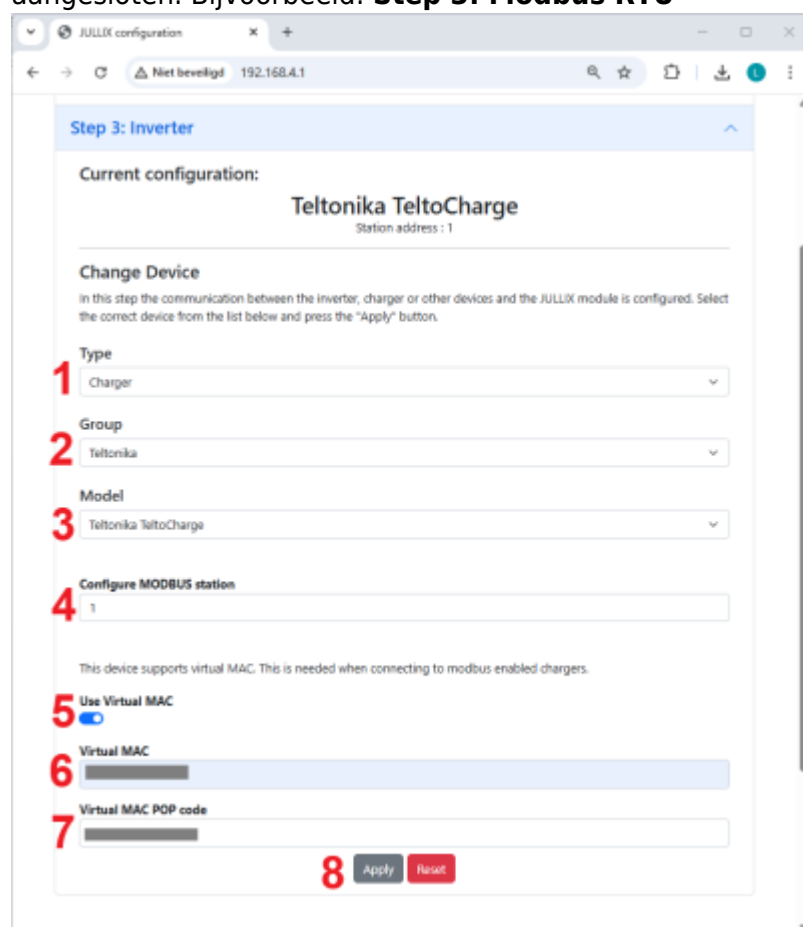 aangesloten. Bijvoorbeeld: Step 3: Modbus RTU
JULLIX configuration
Niet beveiligd 192.168.4.1
L
Step 3: Inverter
Current configuration:
Teltonika TeltoCharge
Station address : 1
Change Device
In this step the communication between the inverter, charger or other devices and the JULLIX module is configured. Select
the correct device from the list below and press the "Apply" button.
Type
1 Charger
Group
2 Teltonika
Model
3 Teltonika TeltoCharge
Configure MODBUS station
4 1
This device supports virtual MAC. This is needed when connecting to modbus enabled chargers.
Use Virtual MAC
5
Virtual MAC
6
Virtual MAC POP code
7
8 Apply Reset